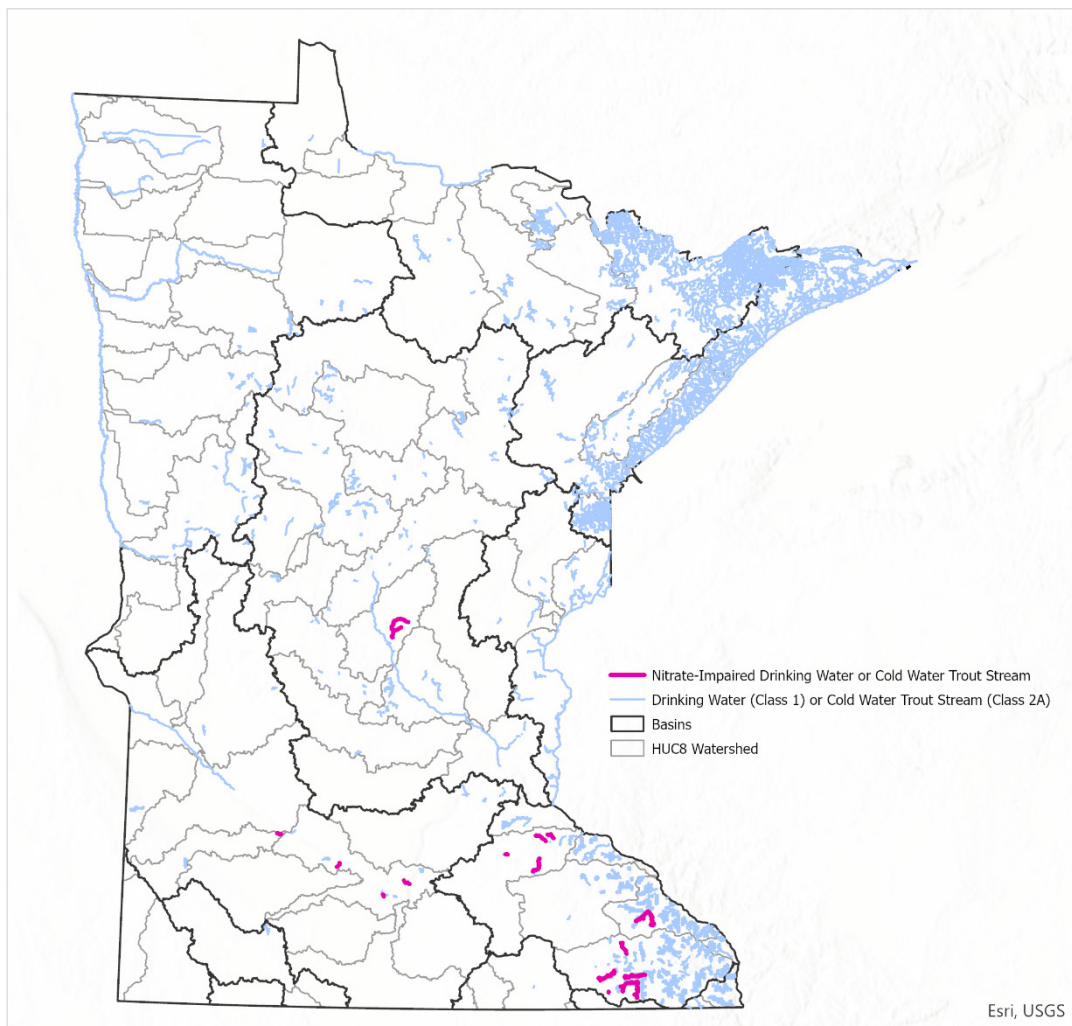 Nitrate-Impaired Drinking Water or Cold Water Trout Stream
Drinking Water (Class 1) or Cold Water Trout Stream (Class 2A)
Basins
HUC8 Watershed
Esri, USGS